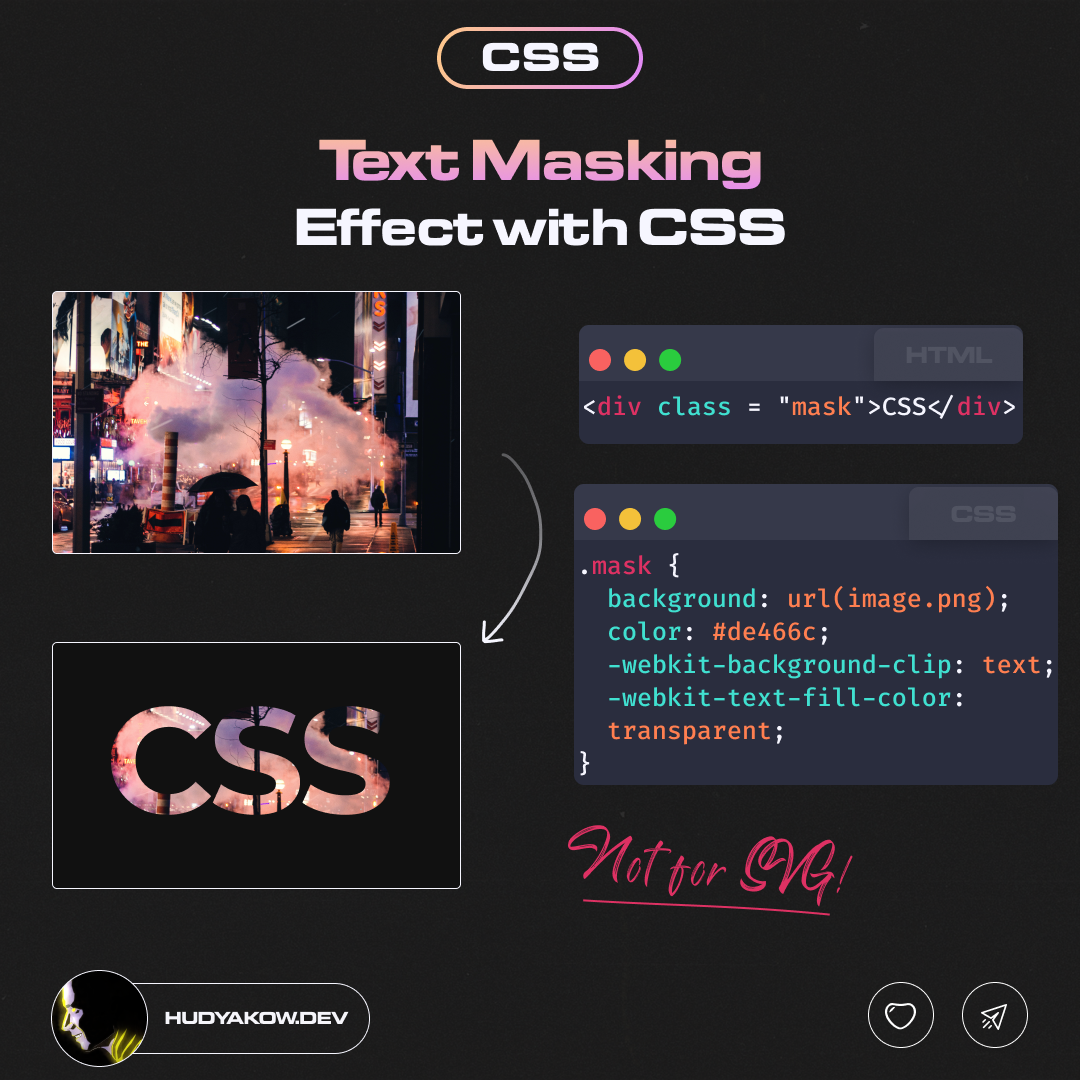 CSS
Text Masking
Effect with CSS
HTML
<div class = "mask">CSS</div>
CSS
.mask {
background: url(image.png);
color: #de466c;
-webkit-background-clip: text;
-webkit-text-fill-color:
transparent;
}
CSS
Not for SVG!
HUDYAKOW.DEV